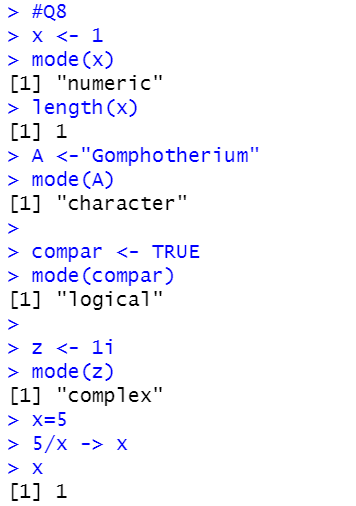 > #Q8
> x <- 1
> mode(x)
[1] "numeric"
> length(x)
[1] 1
> A <-"Gomphotherium"
> mode(A)
[1] "character"
>
> compar <- TRUE
> mode(compar)
[1] "logical"
>
> z <- 1i
> mode(z)
[1] "complex"
> x=5
> 5/x -> x
> x
[1] 1